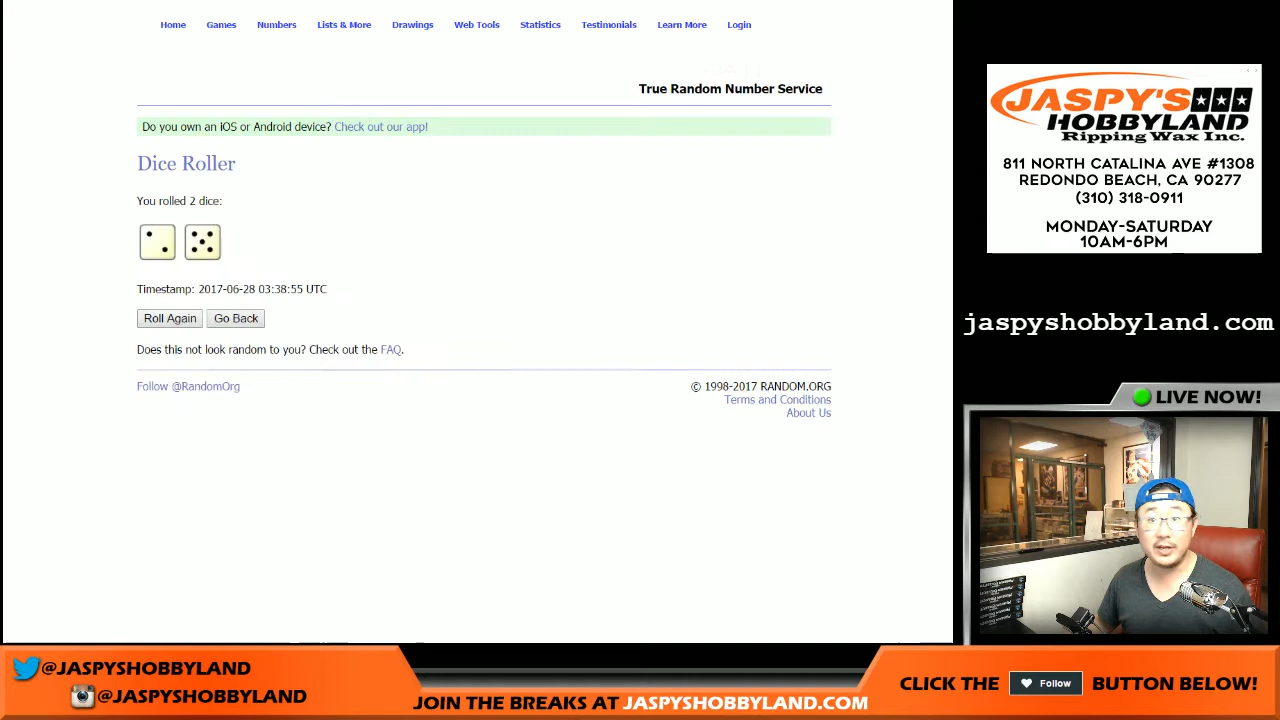 Home Games Numbers Lists & More Drawings Web Tools Statistics Testimonials Learn More Login
True Random Number Service
Do you own an iOS or Android device? Check out our app!
Dice Roller
You rolled 2 dice:
Timestamp: 2017-06-28 03:38:55 UTC
Roll Again Go Back
Does this not look random to you? Check out the FAQ.
Follow @RandomOrg
© 1998-2017 RANDOM.ORG
Terms and Conditions
About Us
JASPY'S
HOBBYLAND
Ripping Wax Inc.
811 NORTH CATALINA AVE #1308
REDONDO BEACH, CA 90277
(310) 318-0911
MONDAY-SATURDAY
10AM-6PM
jaspyshobbyland.com
LIVE NOW!
@JASPYSHOBBYLAND
@JASPYSHOBBYLAND
JOIN THE BREAKS AT JASPYSHOBBYLAND.COM
CLICK THE Follow BUTTON BELOW!